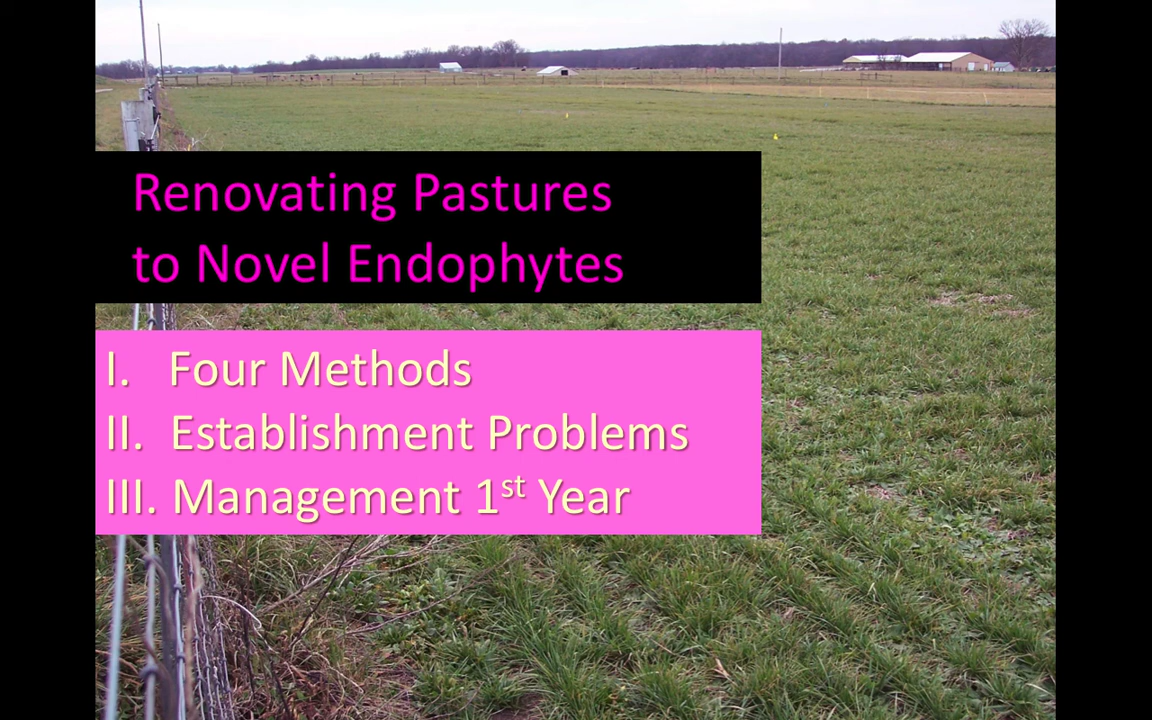 Renovating Pastures
to Novel Endophytes
I. Four Methods
II. Establishment Problems
III. Management 1st Year